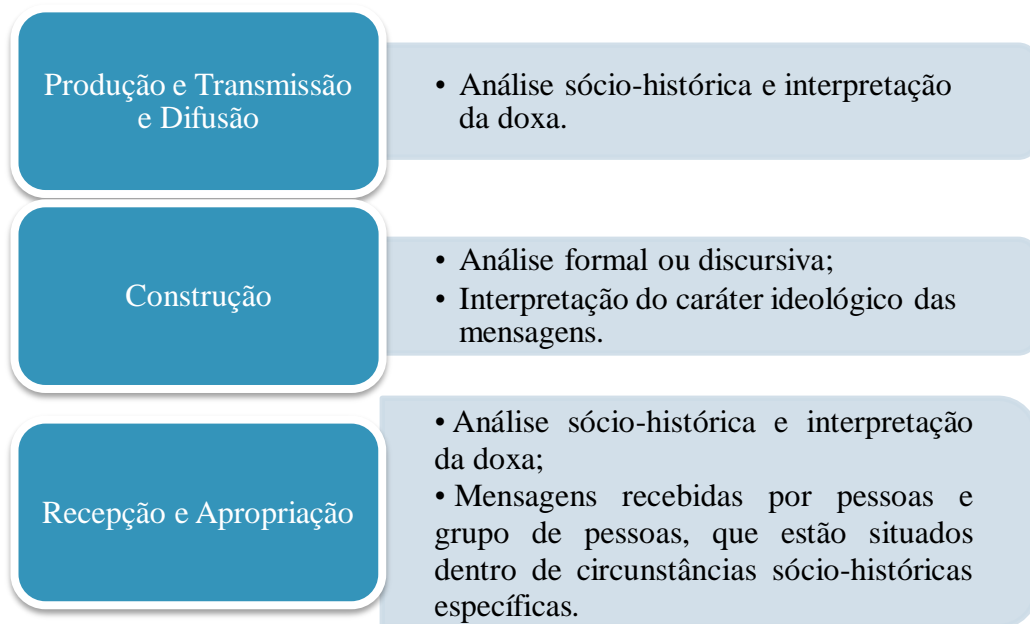 Produção e Transmissão
e Difusão
• Análise sócio-histórica e interpretação
da doxa.
Construção
• Análise formal ou discursiva;
• Interpretação do caráter ideológico das
mensagens.
Recepção e Apropriação
• Análise sócio-histórica e interpretação
da doxa;
• Mensagens recebidas por pessoas e
grupo de pessoas, que estão situados
dentro de circunstâncias sócio-históricas
específicas.